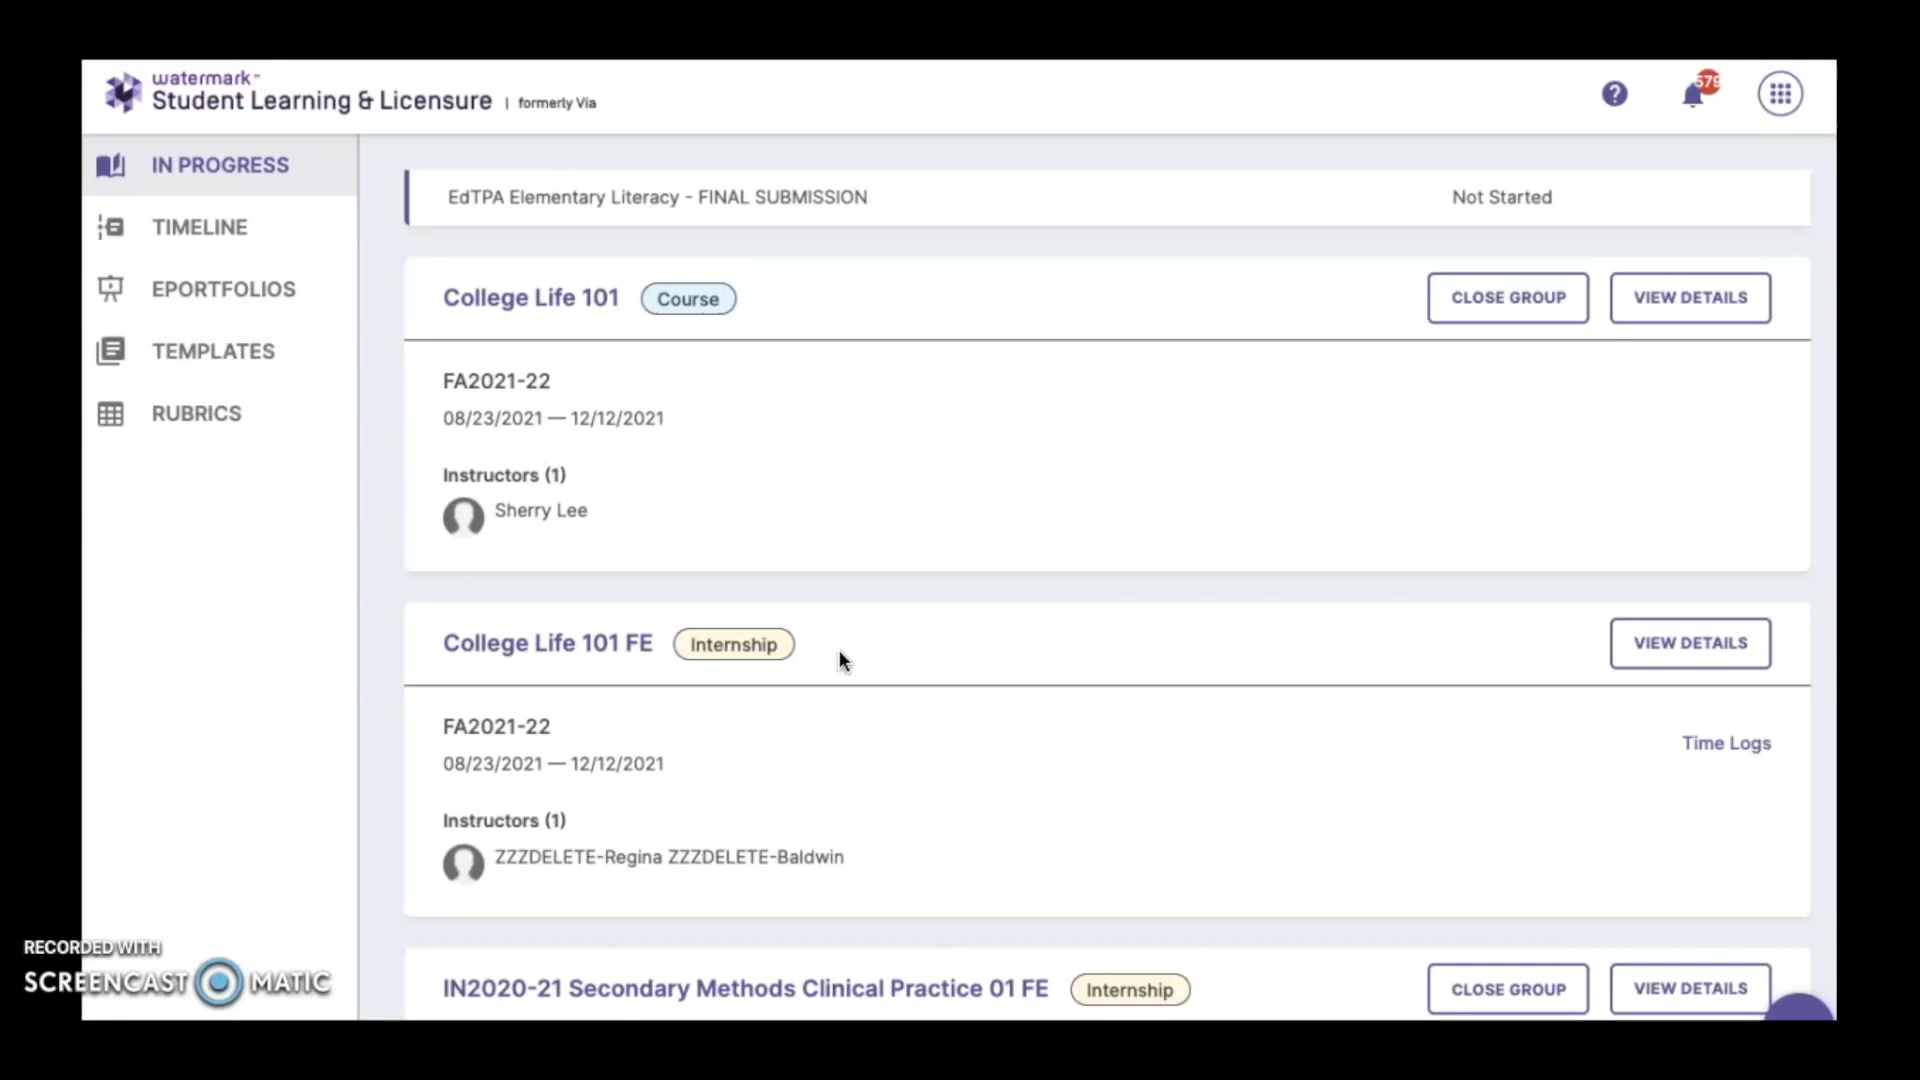 watermark™
Student Learning & Licensure | formerly Via
?
579
IN PROGRESS
TIMELINE
EPORTFOLIOS
TEMPLATES
RUBRICS
EdTPA Elementary Literacy - FINAL SUBMISSION Not Started
College Life 101 Course CLOSE GROUP VIEW DETAILS
FA2021-22
08/23/2021 — 12/12/2021
Instructors (1)
Sherry Lee
College Life 101 FE Internship VIEW DETAILS
FA2021-22
Time Logs
08/23/2021 — 12/12/2021
Instructors (1)
ZZZDELETE-Regina ZZZDELETE-Baldwin
IN2020-21 Secondary Methods Clinical Practice 01 FE Internship CLOSE GROUP VIEW DETAILS
RECORDED WITH
SCREENCAST MATIC